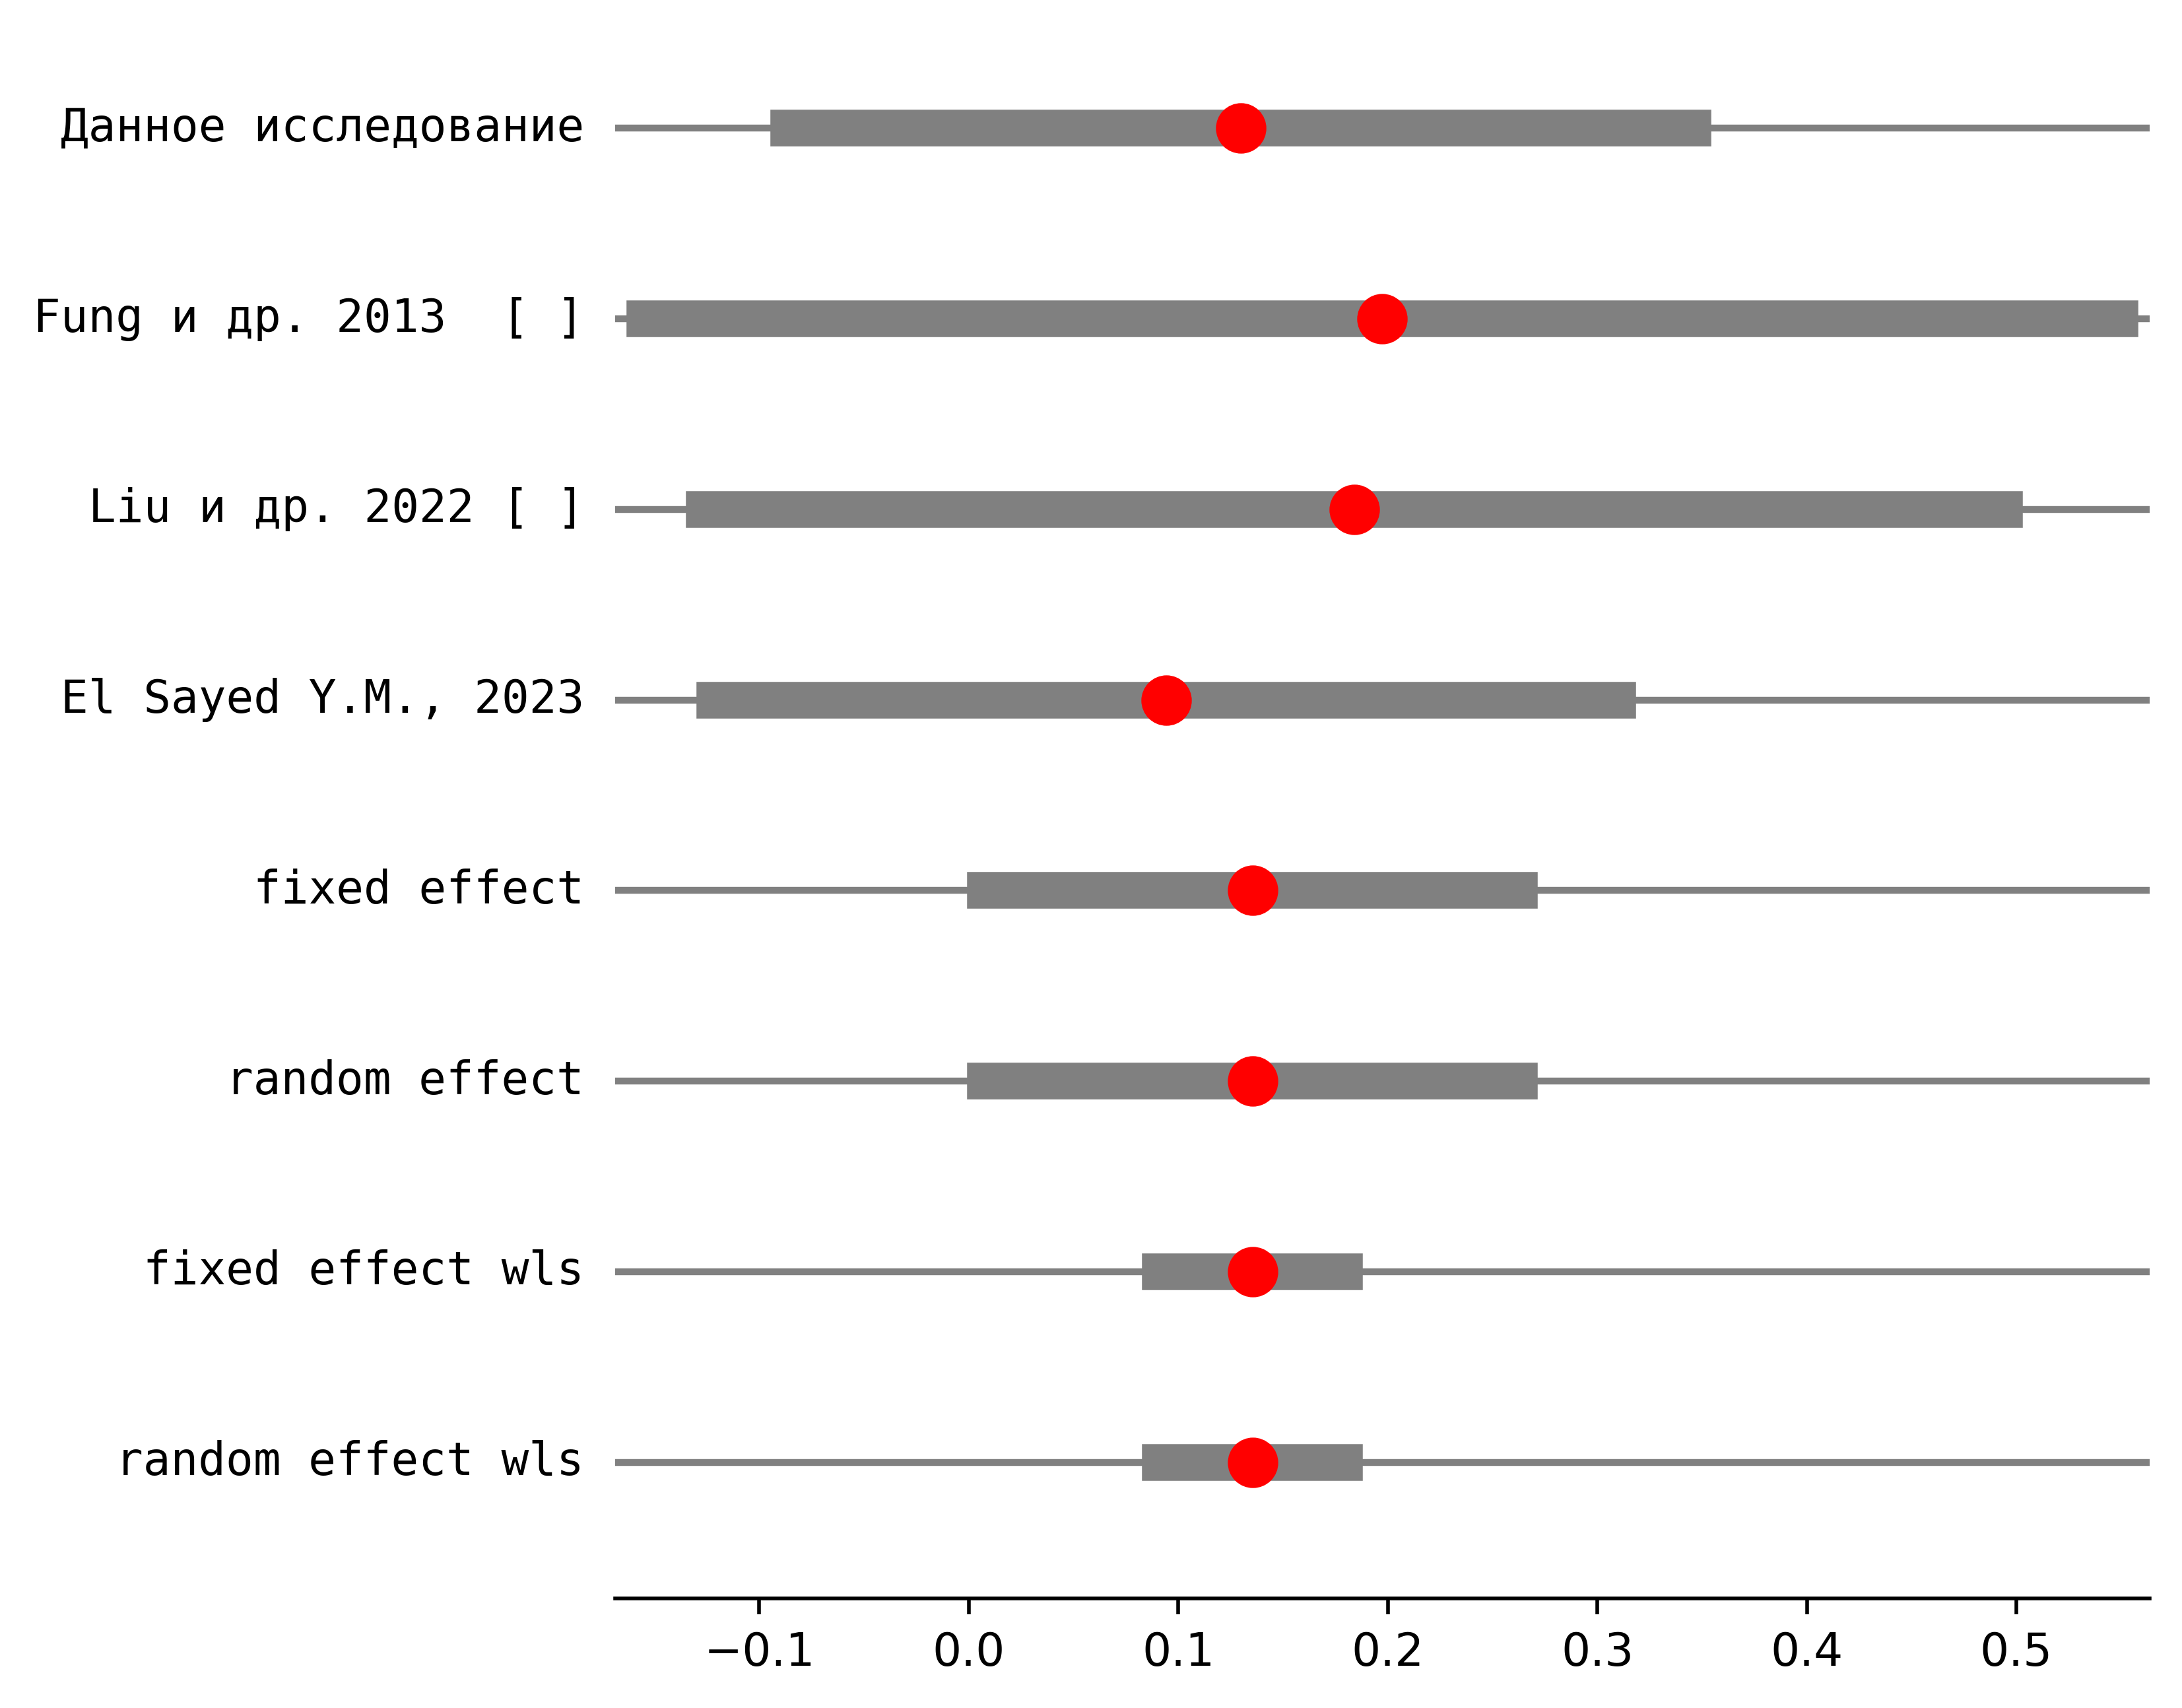 Данное исследование
Fung и др. 2013  [ ]
Liu и др. 2022 [ ]
El Sayed Y.M., 2023
fixed effect
random effect
fixed effect wls
random effect wls
−0.1 0.0 0.1 0.2 0.3 0.4 0.5